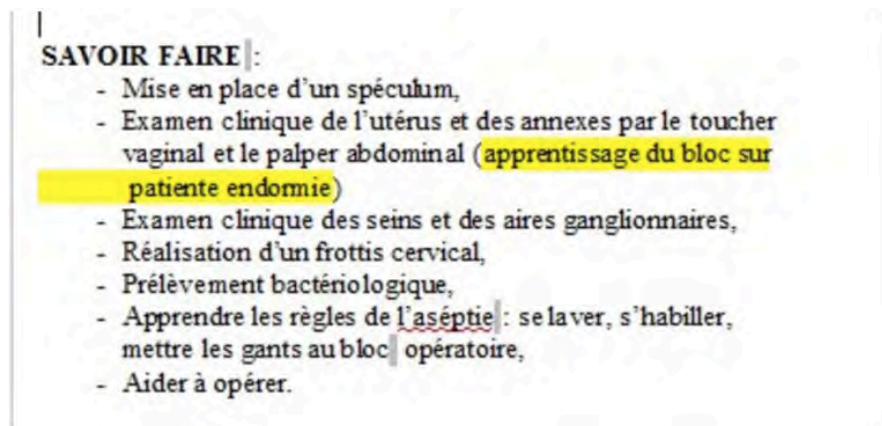 SAVOIR FAIRE :
- Mise en place d'un spéculum,
- Examen clinique de l'utérus et des annexes par le toucher
vaginal et le palper abdominal (apprentissage du bloc sur
patiente endormie)
- Examen clinique des seins et des aires ganglionnaires,
- Réalisation d'un frottis cervical,
- Prélèvement bactériologique,
- Apprendre les règles de l'aséptie : se laver, s'habiller,
mettre les gants au bloc opératoire,
- Aider à opérer.